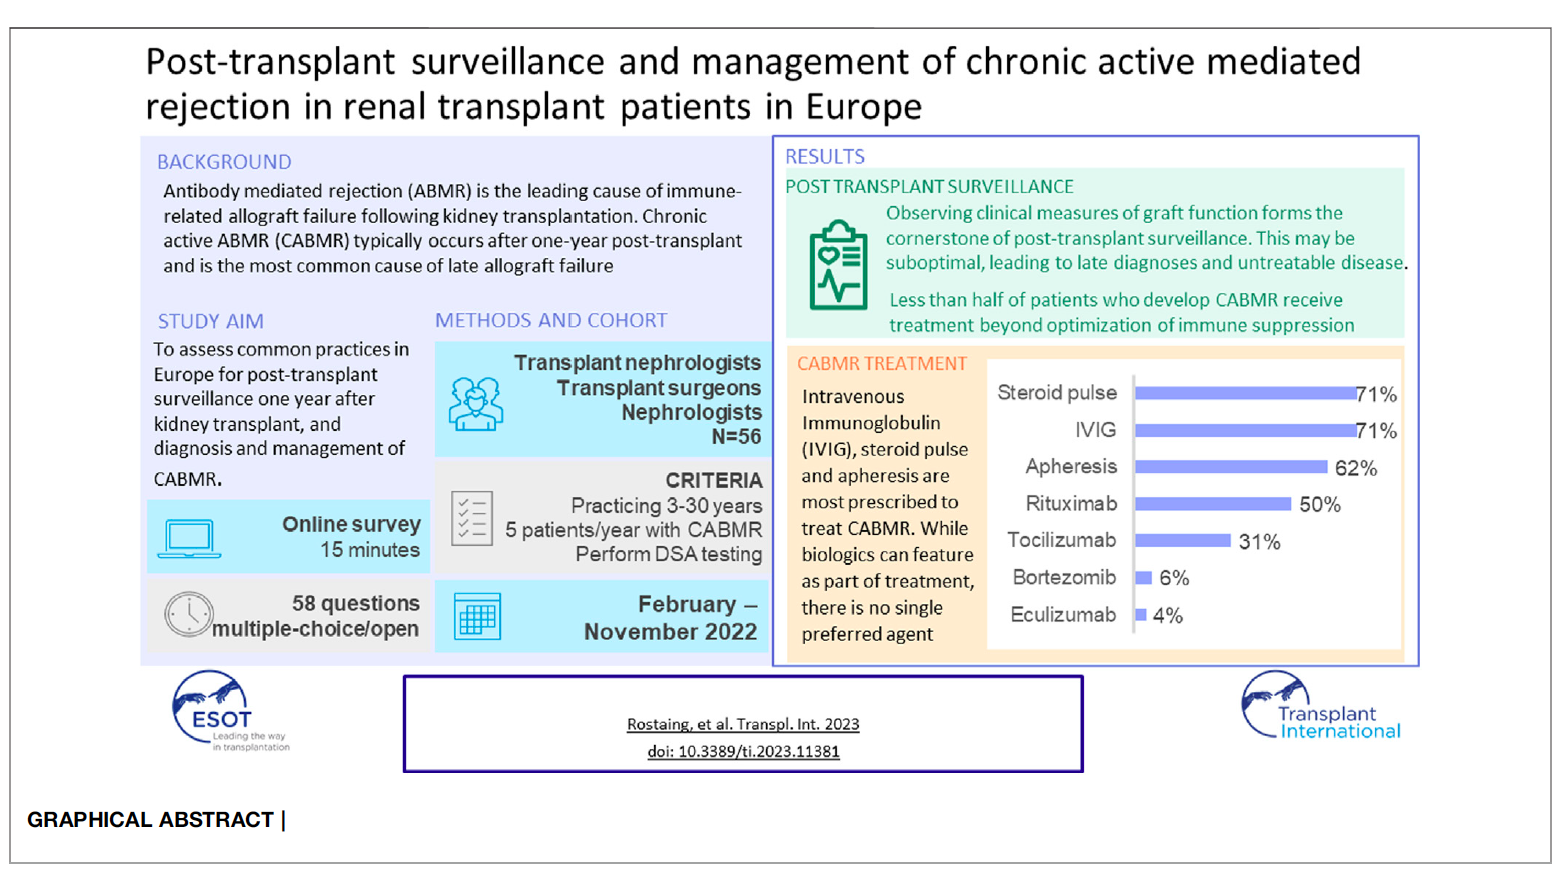 Post-transplant surveillance and management of chronic active mediated
rejection in renal transplant patients in Europe
BACKGROUND
Antibody mediated rejection (ABMR) is the leading cause of immune-
related allograft failure following kidney transplantation. Chronic
active ABMR (CABMR) typically occurs after one-year post-transplant
and is the most common cause of late allograft failure
STUDY AIM
To assess common practices in
Europe for post-transplant
surveillance one year after
kidney transplant, and
diagnosis and management of
CABMR.
Online survey
15 minutes
58 questions
multiple-choice/open
METHODS AND COHORT
Transplant nephrologists
Transplant surgeons
Nephrologists
N=56
CRITERIA
Practicing 3-30 years
5 patients/year with CABMR
Perform DSA testing
February –
November 2022
RESULTS
POST TRANSPLANT SURVEILLANCE
Observing clinical measures of graft function forms the
cornerstone of post-transplant surveillance. This may be
suboptimal, leading to late diagnoses and untreatable disease.
Less than half of patients who develop CABMR receive
treatment beyond optimization of immune suppression
CABMR TREATMENT
Intravenous
Immunoglobulin
(IVIG), steroid pulse
and apheresis are
most prescribed to
treat CABMR. While
biologics can feature
as part of treatment,
there is no single
preferred agent
Steroid pulse 71%
IVIG 71%
Apheresis 62%
Rituximab 50%
Tocilizumab 31%
Bortezomib 6%
Eculizumab 4%
ESOT
Leading the way
in transplantation
Rostaing, et al. Transpl. Int. 2023
doi: 10.3389/ti.2023.11381
Transplant
International
GRAPHICAL ABSTRACT |